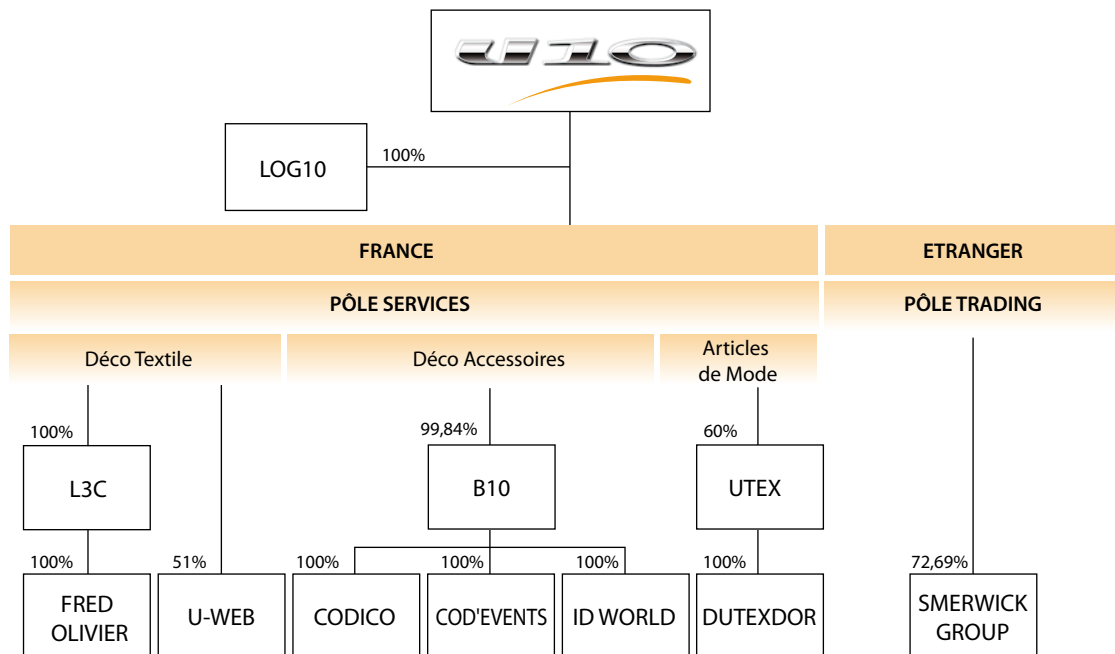 U10
100%
LOG10
FRANCE
ETRANGER
PÔLE SERVICES
PÔLE TRADING
Déco Textile
Déco Accessoires
Articles
de Mode
100%
99,84%
60%
L3C
B10
UTEX
100%
51%
100%
100%
100%
100%
72,69%
FRED
OLIVIER
U-WEB
CODICO
COD'EVENTS
ID WORLD
DUTEXDOR
SMERWICK
GROUP